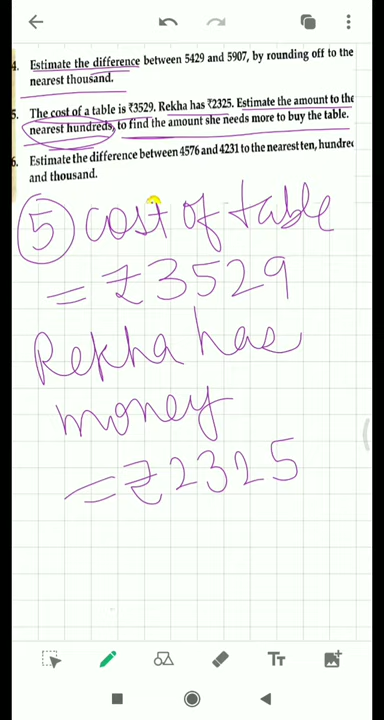 4. Estimate the difference between 5429 and 5907, by rounding off to the
nearest thousand.
5. The cost of a table is ₹3529. Rekha has ₹2325. Estimate the amount to the
nearest hundreds, to find the amount she needs more to buy the table.
6. Estimate the difference between 4576 and 4231 to the nearest ten, hundred
and thousand.
5 cost of table
= ₹3529
Rekha has
money
= ₹2325
TT